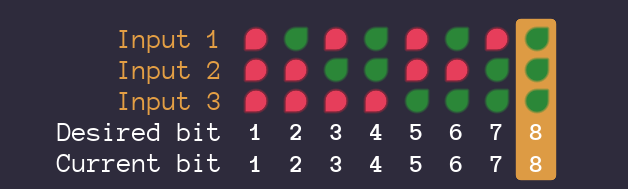 Input 1
Input 2
Input 3
Desired bit 1 2 3 4 5 6 7 8
Current bit 1 2 3 4 5 6 7 8